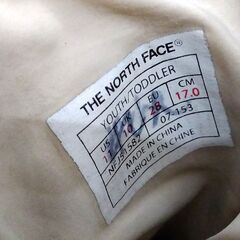 THE NORTH FACE®
YOUTH/TODDLER
US UK EU CM
10 28 17.0
07-153
MADE IN CHINA
FABRIQUÉ EN CHINE